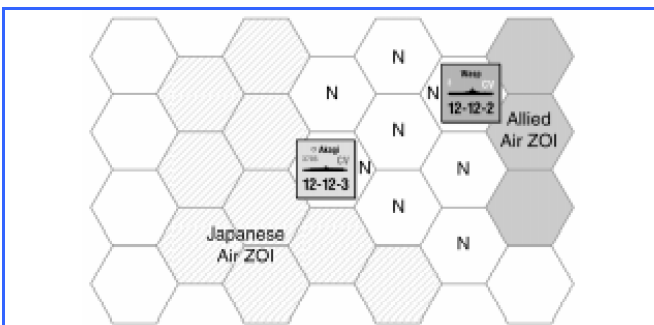 N
Wasp
CV
N
N
12-12-2
Allied
Air ZOI
N
Akagi
CV
N
N
12-12-3
N
Japanese
Air ZOI
N